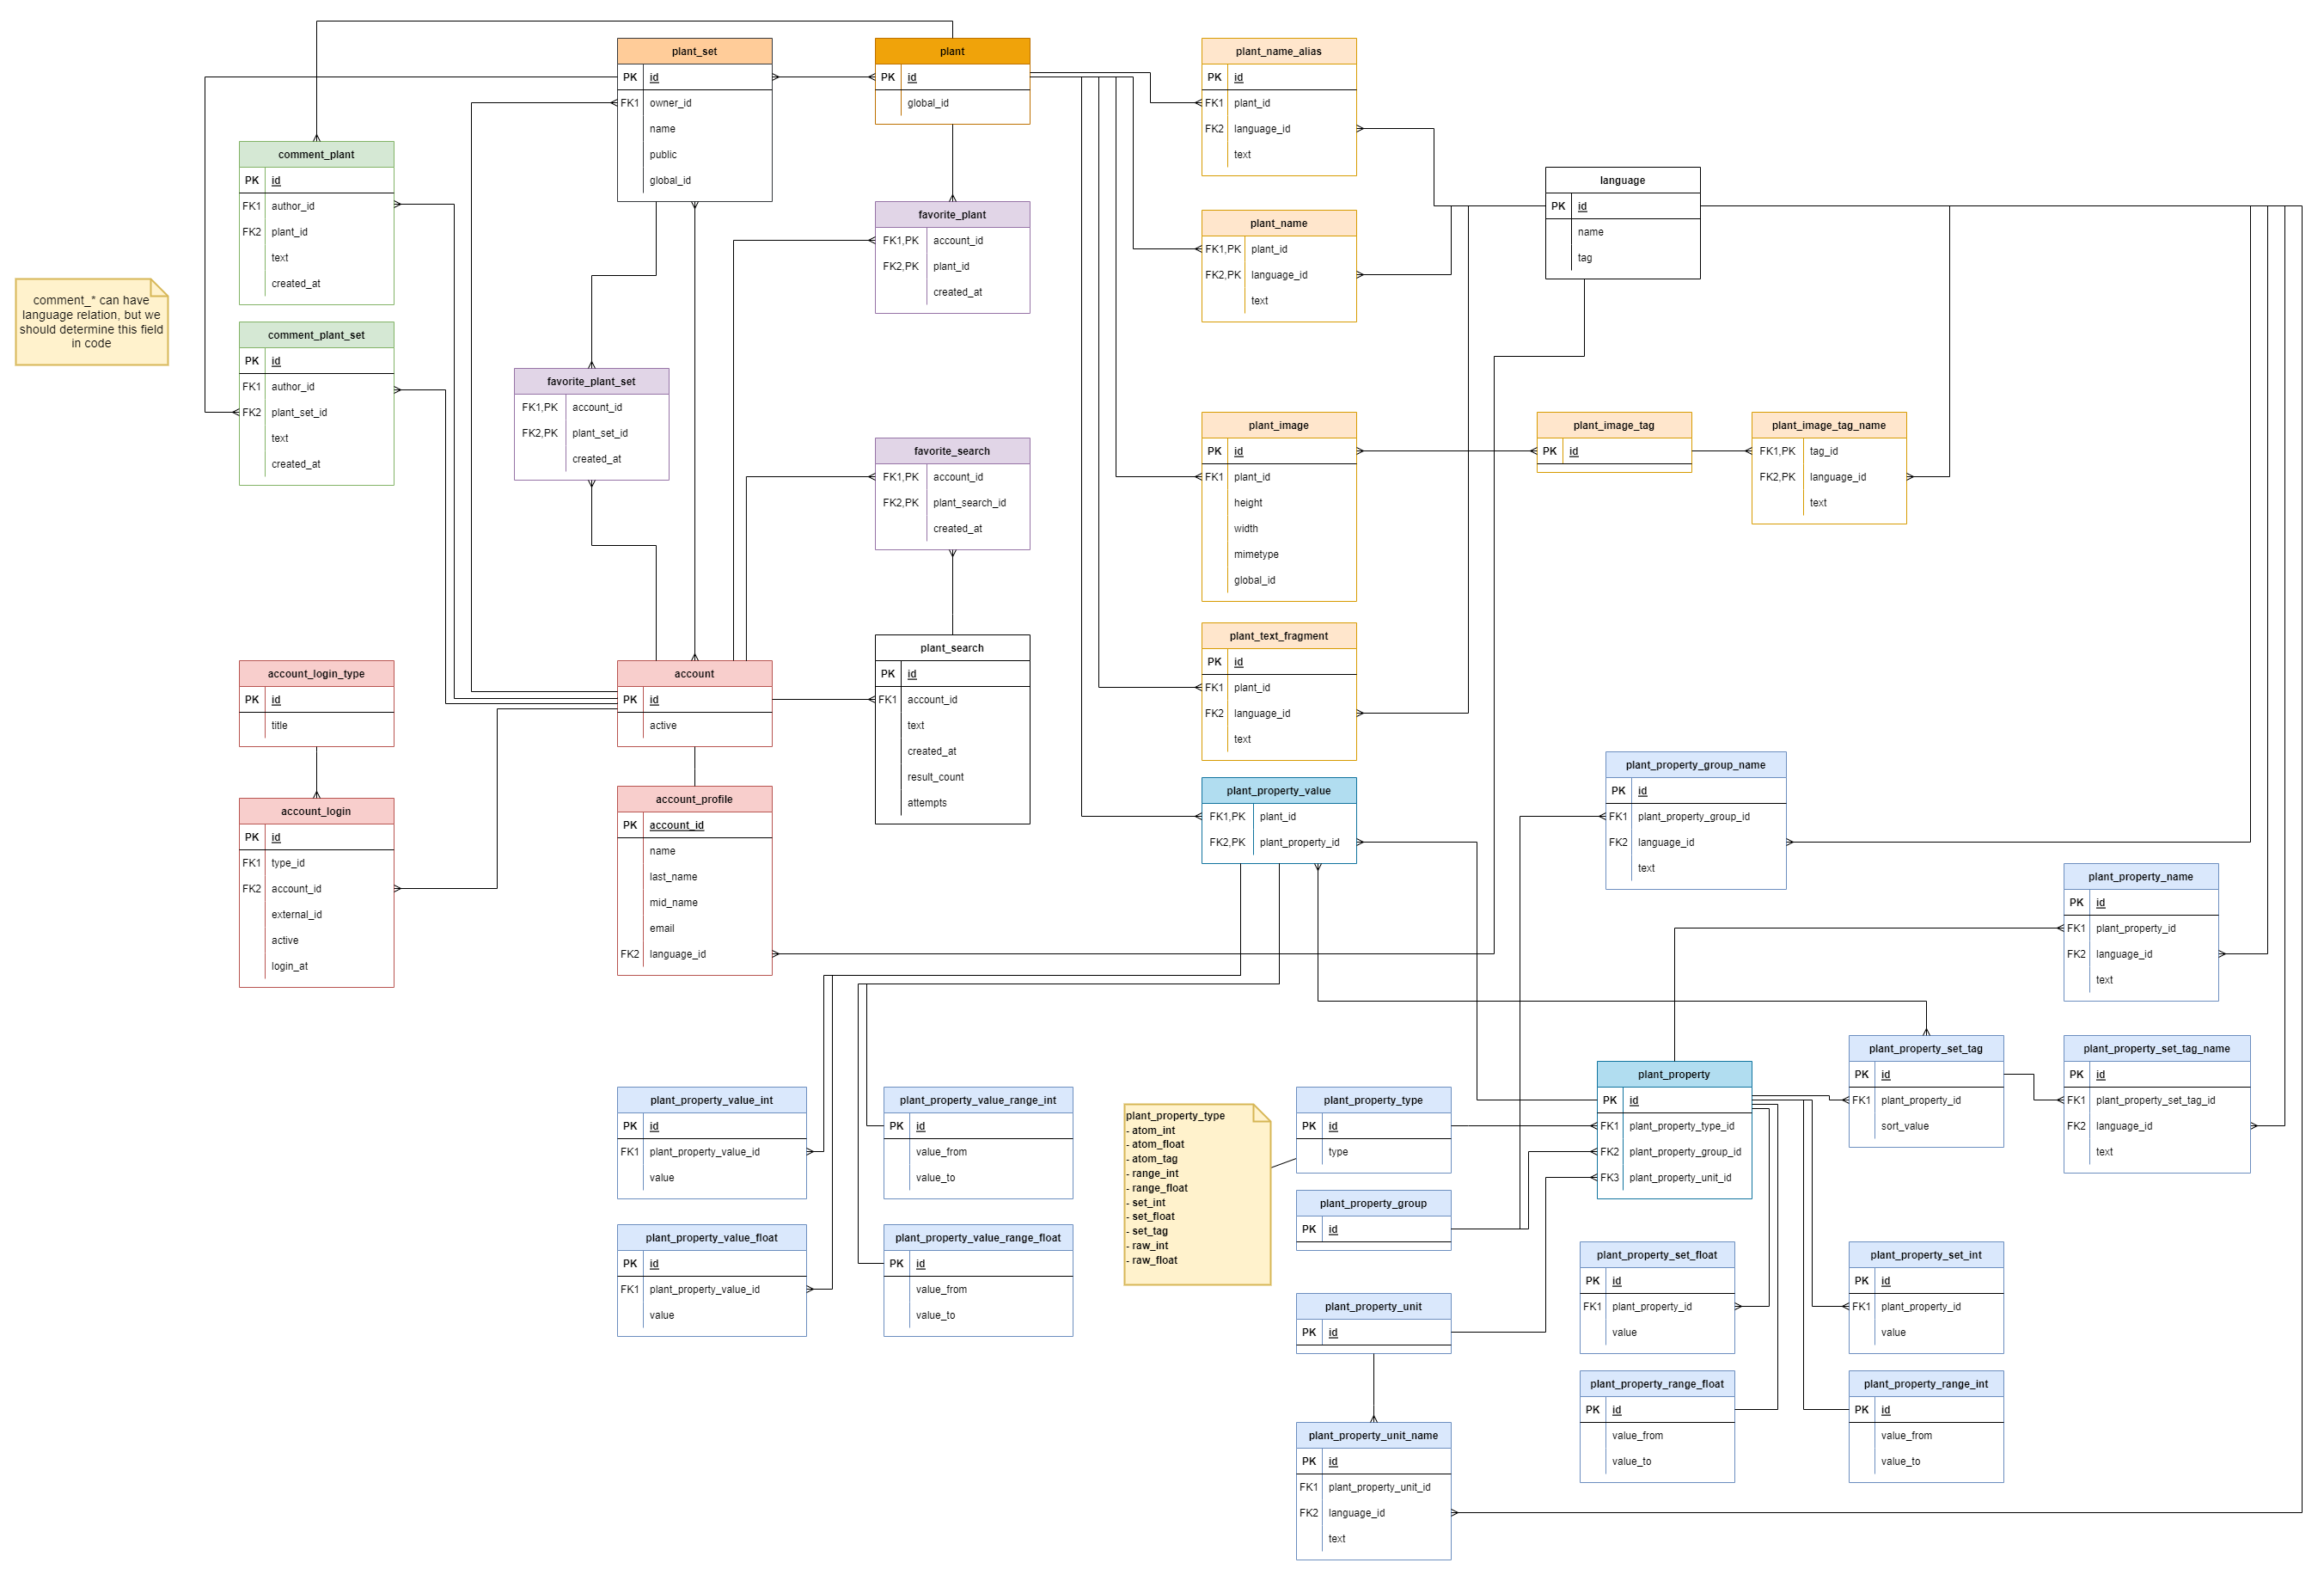 plant_set
PK id
FK1 owner_id
name
public
global_id
plant
PK id
global_id
plant_name_alias
PK id
FK1 plant_id
FK2 language_id
text
comment_plant
PK id
FK1 author_id
FK2 plant_id
text
created_at
language
PK id
name
tag
favorite_plant
FK1,PK account_id
FK2,PK plant_id
created_at
plant_name
FK1,PK plant_id
FK2,PK language_id
text
comment_* can have
language relation, but we
should determine this field
in code
comment_plant_set
PK id
FK1 author_id
FK2 plant_set_id
text
created_at
favorite_plant_set
FK1,PK account_id
FK2,PK plant_set_id
created_at
favorite_search
FK1,PK account_id
FK2,PK plant_search_id
created_at
plant_image
PK id
FK1 plant_id
height
width
mimetype
global_id
plant_image_tag
PK id
plant_image_tag_name
FK1,PK tag_id
FK2,PK language_id
text
plant_text_fragment
PK id
FK1 plant_id
FK2 language_id
text
account_login_type
PK id
title
account
PK id
active
plant_search
PK id
FK1 account_id
text
created_at
result_count
attempts
account_login
PK id
FK1 type_id
FK2 account_id
external_id
active
login_at
account_profile
PK account_id
name
last_name
mid_name
email
FK2 language_id
plant_property_value
FK1,PK plant_id
FK2,PK plant_property_id
plant_property_group_name
PK id
FK1 plant_property_group_id
FK2 language_id
text
plant_property_name
PK id
FK1 plant_property_id
FK2 language_id
text
plant_property_value_int
PK id
FK1 plant_property_value_id
value
plant_property_value_range_int
PK id
value_from
value_to
plant_property_type
- atom_int
- atom_float
- atom_tag
- range_int
- range_float
- set_int
- set_float
- set_tag
- raw_int
- raw_float
plant_property_type
PK id
type
plant_property
PK id
FK1 plant_property_type_id
FK2 plant_property_group_id
FK3 plant_property_unit_id
plant_property_set_tag
PK id
FK1 plant_property_id
sort_value
plant_property_set_tag_name
PK id
FK1 plant_property_set_tag_id
FK2 language_id
text
plant_property_value_float
PK id
FK1 plant_property_value_id
value
plant_property_value_range_float
PK id
value_from
value_to
plant_property_group
PK id
plant_property_set_float
PK id
FK1 plant_property_id
value
plant_property_set_int
PK id
FK1 plant_property_id
value
plant_property_unit
PK id
plant_property_range_float
PK id
value_from
value_to
plant_property_range_int
PK id
value_from
value_to
plant_property_unit_name
PK id
FK1 plant_property_unit_id
FK2 language_id
text